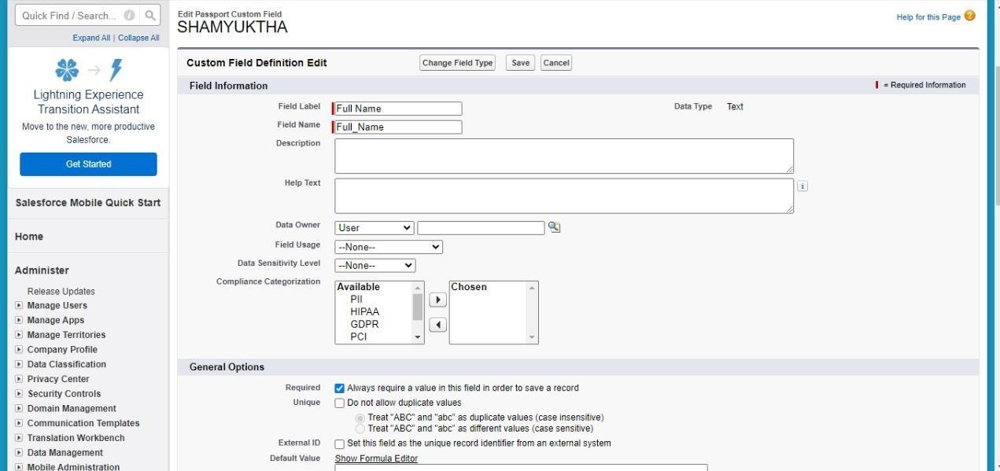 Quick Find / Search...
Expand All | Collapse All
Lightning Experience
Transition Assistant
Move to the new, more productive
Salesforce.
Get Started
Salesforce Mobile Quick Start
Home
Administer
Release Updates
Manage Users
Manage Apps
Manage Territories
Company Profile
Data Classification
Privacy Center
Security Controls
Domain Management
Communication Templates
Translation Workbench
Data Management
Mobile Administration
Edit Passport Custom Field
SHAMYUKTHA
Help for this Page ?
Custom Field Definition Edit Change Field Type Save Cancel
Field Information = Required Information
Field Label Full Name Data Type Text
Field Name Full_Name
Description
Help Text
Data Owner User
Field Usage --None--
Data Sensitivity Level --None--
Compliance Categorization
Available Chosen
PII
HIPAA
GDPR
PCI
General Options
Required Always require a value in this field in order to save a record
Unique Do not allow duplicate values
Treat "ABC" and "abc" as duplicate values (case insensitive)
Treat "ABC" and "abc" as different values (case sensitive)
External ID Set this field as the unique record identifier from an external system
Default Value Show Formula Editor